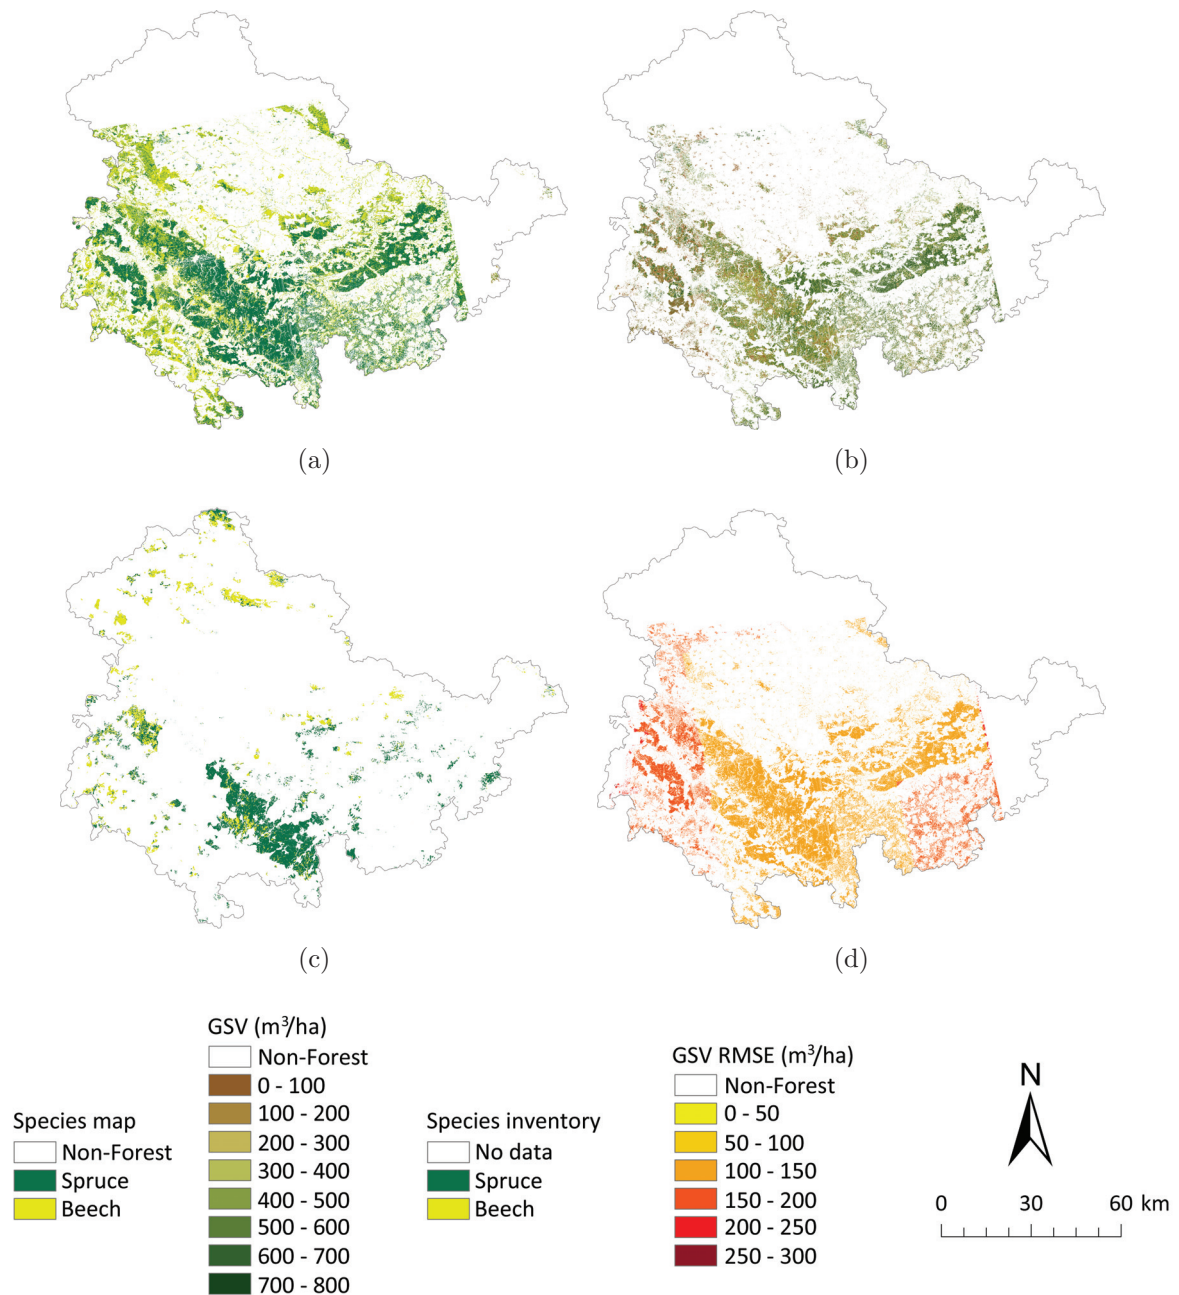 (a)
(b)
(c)
(d)
Species map
Non-Forest
Spruce
Beech
GSV (m³/ha)
Non-Forest
0 - 100
100 - 200
200 - 300
300 - 400
400 - 500
500 - 600
600 - 700
700 - 800
Species inventory
No data
Spruce
Beech
GSV RMSE (m³/ha)
Non-Forest
0 - 50
50 - 100
100 - 150
150 - 200
200 - 250
250 - 300
N
0 30 60 km